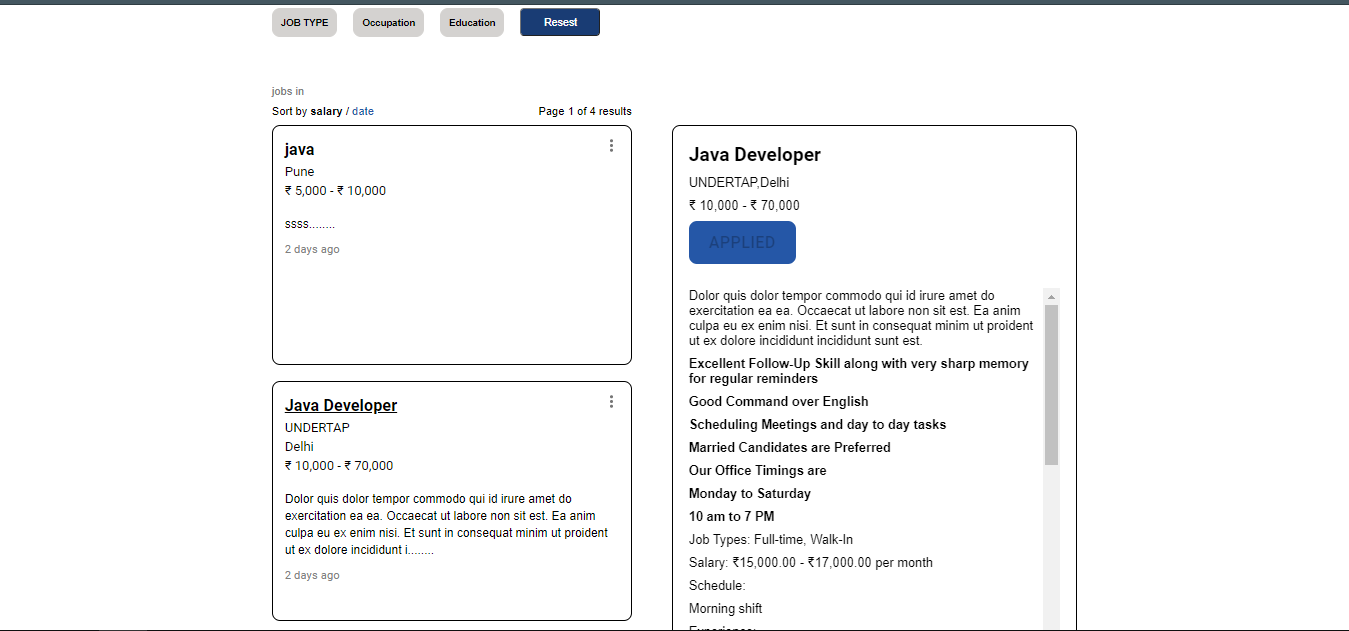 JOB TYPE Occupation Education Resest
jobs in
Sort by salary / date Page 1 of 4 results
java
Pune
₹ 5,000 - ₹ 10,000
ssss........
2 days ago
Java Developer
UNDERTAP
Delhi
₹ 10,000 - ₹ 70,000
Dolor quis dolor tempor commodo qui id irure amet do
exercitation ea ea. Occaecat ut labore non sit est. Ea anim
culpa eu ex enim nisi. Et sunt in consequat minim ut proident
ut ex dolore incididunt i........
2 days ago
Java Developer
UNDERTAP,Delhi
₹ 10,000 - ₹ 70,000
APPLIED
Dolor quis dolor tempor commodo qui id irure amet do
exercitation ea ea. Occaecat ut labore non sit est. Ea anim
culpa eu ex enim nisi. Et sunt in consequat minim ut proident
ut ex dolore incididunt incididunt sunt est.
Excellent Follow-Up Skill along with very sharp memory
for regular reminders
Good Command over English
Scheduling Meetings and day to day tasks
Married Candidates are Preferred
Our Office Timings are
Monday to Saturday
10 am to 7 PM
Job Types: Full-time, Walk-In
Salary: ₹15,000.00 - ₹17,000.00 per month
Schedule:
Morning shift
Experience: